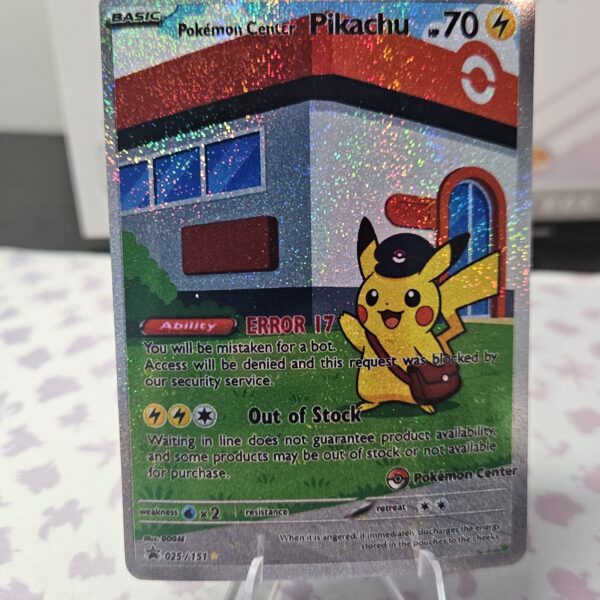 BASIC
Pokémon Center Pikachu HP 70
Ability ERROR 17
You will be mistaken for a bot.
Access will be denied and this request was blocked by
our security service.
Out of Stock
Waiting in line does not guarantee product availability,
and some products may be out of stock or not available
for purchase.
Pokémon Center
weakness x2 resistance retreat
When it is angered, it immediately discharges the energy
stored in the pouches in the cheeks.
025/151